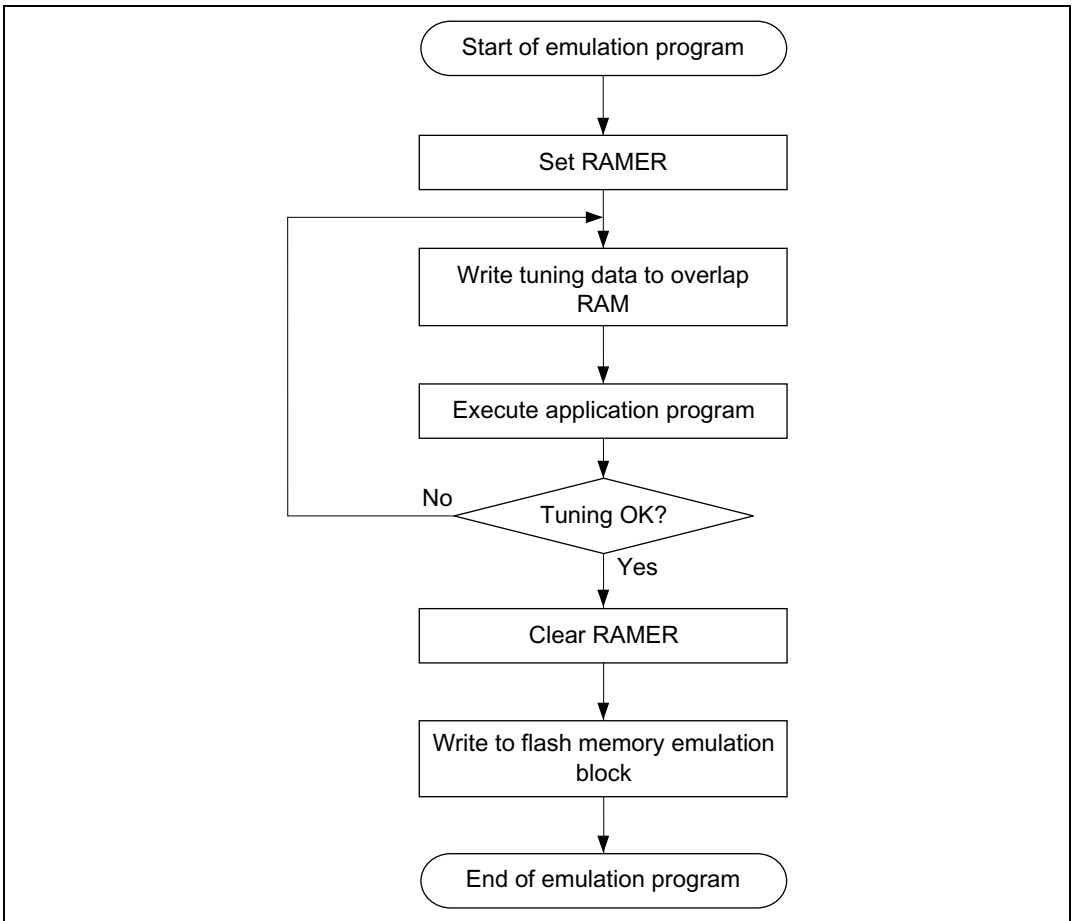 Start of emulation program
Set RAMER
Write tuning data to overlap
RAM
Execute application program
No
Tuning OK?
Yes
Clear RAMER
Write to flash memory emulation
block
End of emulation program